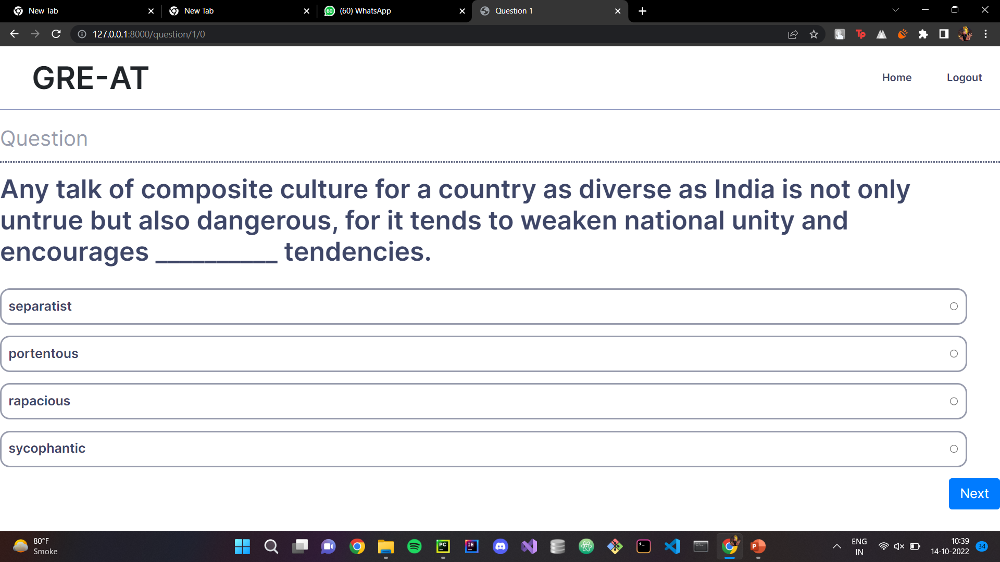 New Tab
New Tab
(60) WhatsApp
Question 1
127.0.0.1:8000/question/1/0
GRE-AT
Home
Logout
Question
Any talk of composite culture for a country as diverse as India is not only
untrue but also dangerous, for it tends to weaken national unity and
encourages __________ tendencies.
separatist
portentous
rapacious
sycophantic
Next
80°F
Smoke
ENG
IN
10:39
14-10-2022
34